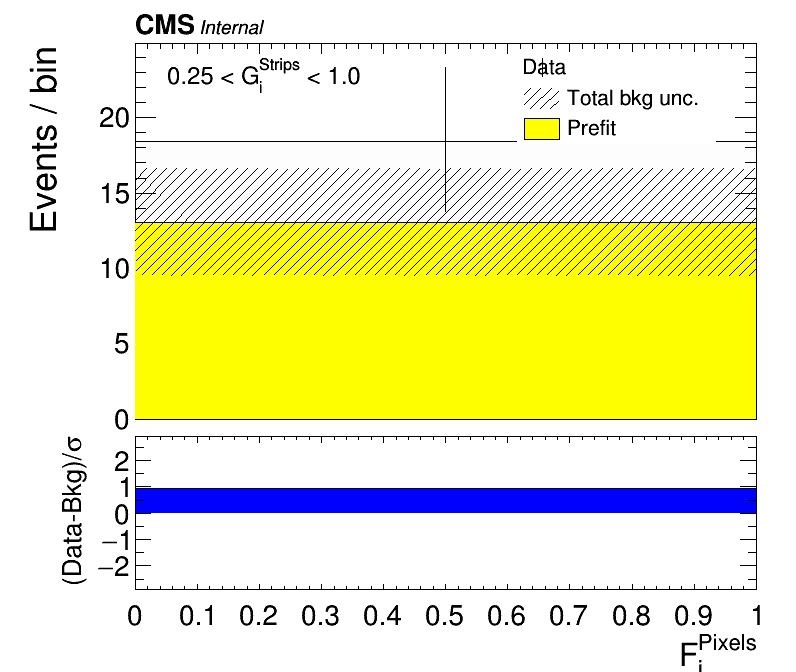 CMS Internal
Events / bin
0.25 < G_i^Strips < 1.0
Data
Total bkg unc.
Prefit
20
15
10
5
0
(Data-Bkg)/σ
2
1
0
−1
−2
0 0.1 0.2 0.3 0.4 0.5 0.6 0.7 0.8 0.9 1
F_i^Pixels